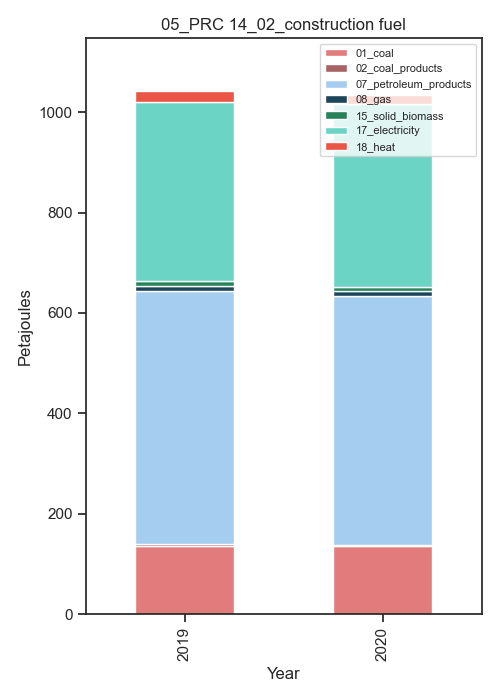 05_PRC 14_02_construction fuel
01_coal
02_coal_products
07_petroleum_products
08_gas
15_solid_biomass
17_electricity
18_heat
1000
800
600
400
200
0
Petajoules
2019
2020
Year